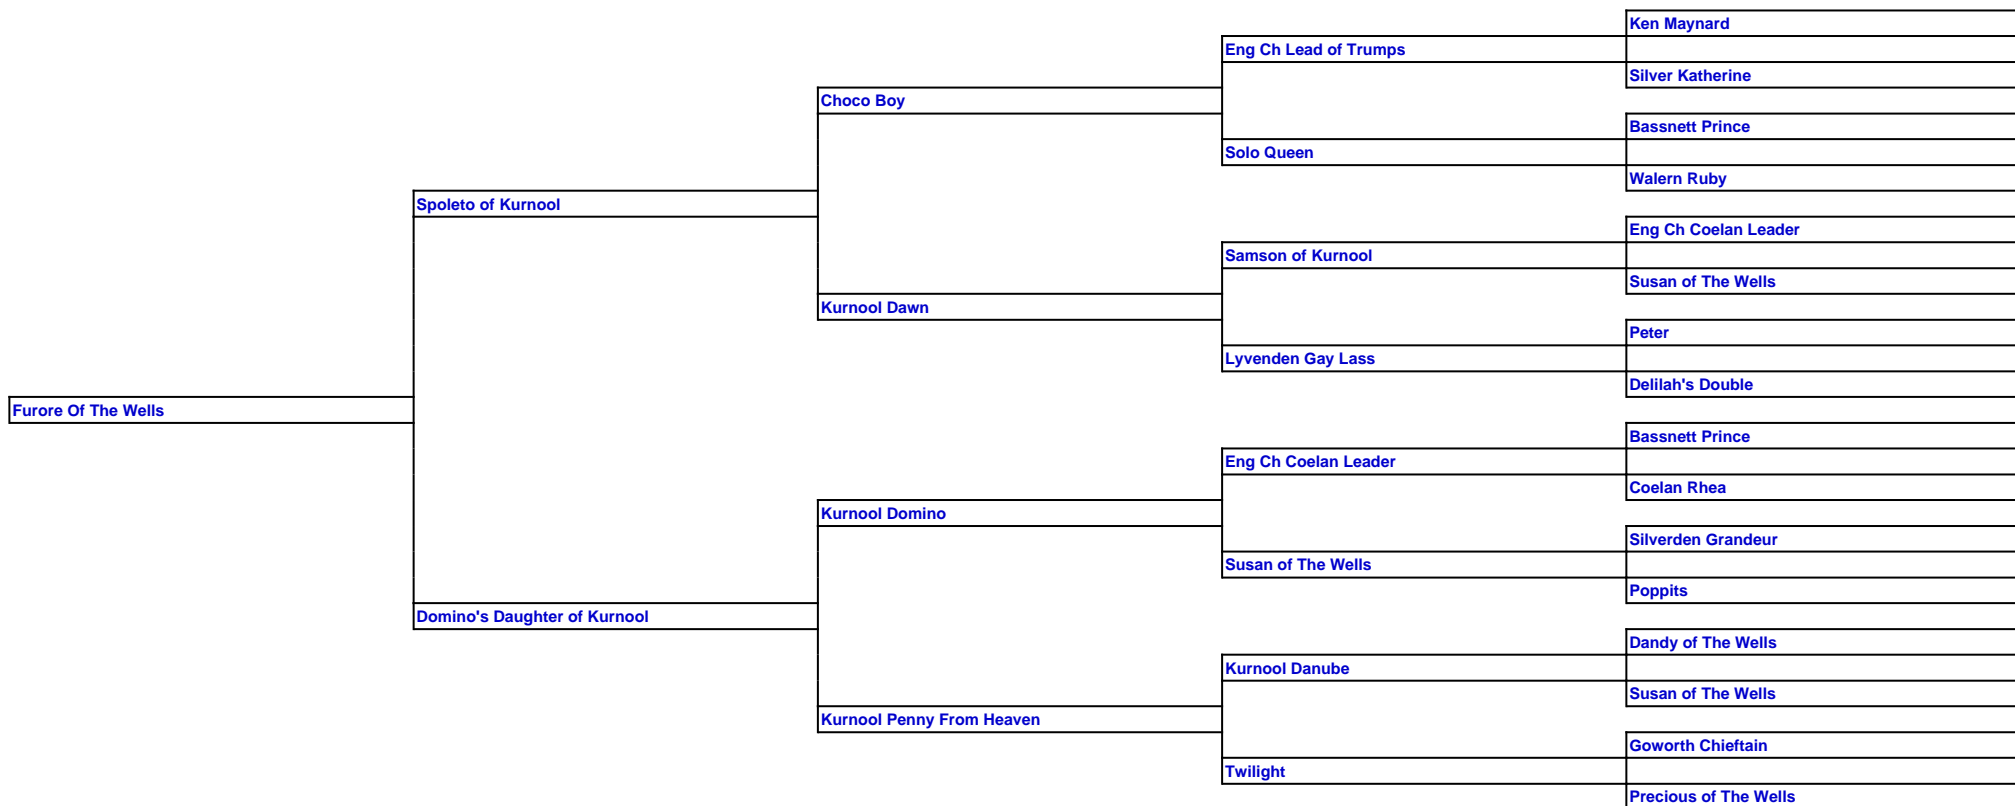 Ken Maynard
Eng Ch Lead of Trumps
Silver Katherine
Choco Boy
Bassnett Prince
Solo Queen
Walern Ruby
Spoleto of Kurnool
Eng Ch Coelan Leader
Samson of Kurnool
Susan of The Wells
Kurnool Dawn
Peter
Lyvenden Gay Lass
Delilah's Double
Furore Of The Wells
Bassnett Prince
Eng Ch Coelan Leader
Coelan Rhea
Kurnool Domino
Silverden Grandeur
Susan of The Wells
Poppits
Domino's Daughter of Kurnool
Dandy of The Wells
Kurnool Danube
Susan of The Wells
Kurnool Penny From Heaven
Goworth Chieftain
Twilight
Precious of The Wells